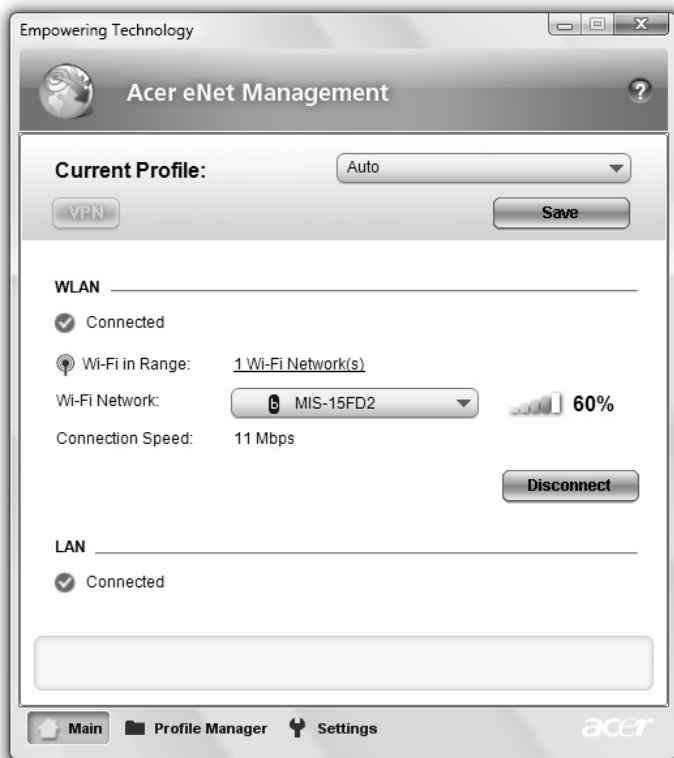 Empowering Technology
Acer eNet Management
?
Current Profile:
Auto
VPN
Save
WLAN
Connected
Wi-Fi in Range:
1 Wi-Fi Network(s)
Wi-Fi Network:
b MIS-15FD2
60%
Connection Speed:
11 Mbps
Disconnect
LAN
Connected
Main
Profile Manager
Settings
acer